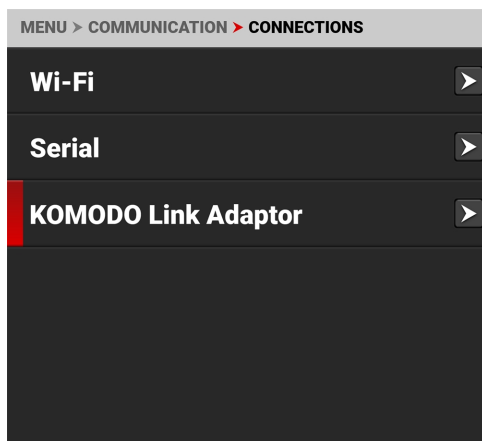 MENU > COMMUNICATION > CONNECTIONS
Wi-Fi
Serial
KOMODO Link Adaptor